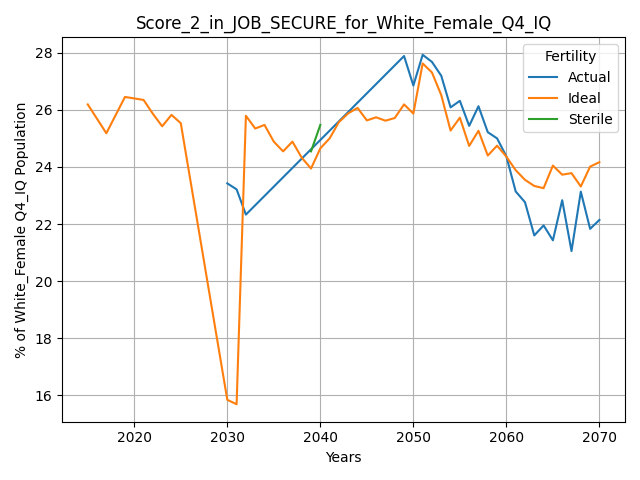 Score_2_in_JOB_SECURE_for_White_Female_Q4_IQ
% of White_Female Q4_IQ Population
28
26
24
22
20
18
16
Fertility
Actual
Ideal
Sterile
2020 2030 2040 2050 2060 2070
Years